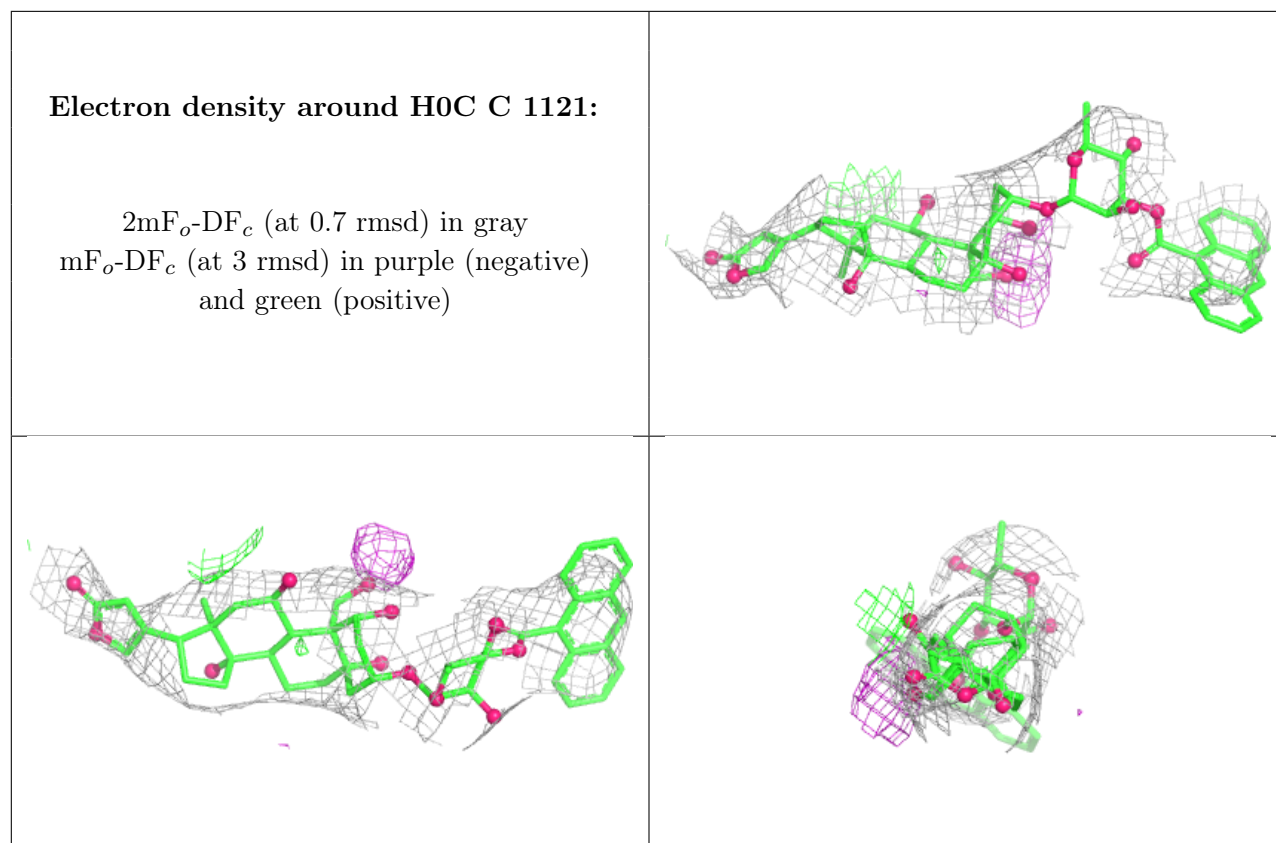 Electron density around H0C C 1121:
2mFₒ-DF𝒸 (at 0.7 rmsd) in gray
mFₒ-DF𝒸 (at 3 rmsd) in purple (negative)
and green (positive)